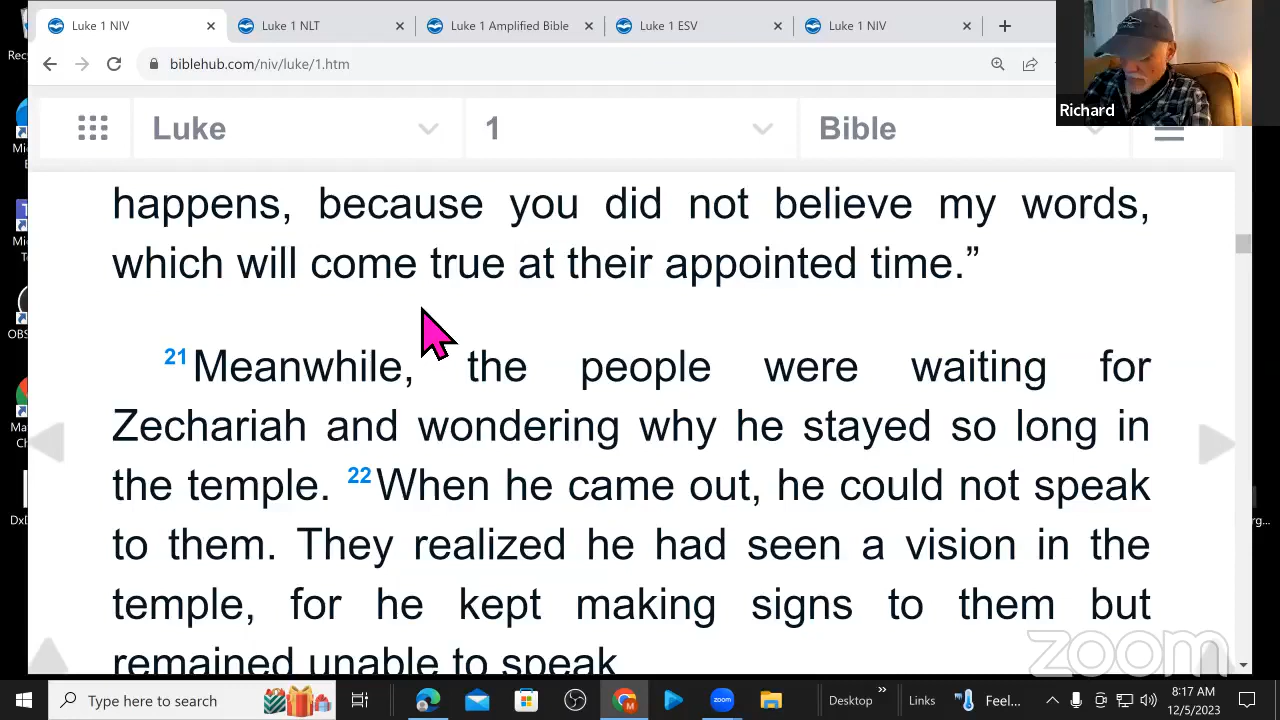 Luke 1 NIV
Luke 1 NLT
Luke 1 Amplified Bible
Luke 1 ESV
Luke 1 NIV
biblehub.com/niv/luke/1.htm
Richard
Luke
1
Bible
happens, because you did not believe my words,
which will come true at their appointed time.”
21 Meanwhile, the people were waiting for
Zechariah and wondering why he stayed so long in
the temple. 22 When he came out, he could not speak
to them. They realized he had seen a vision in the
temple, for he kept making signs to them but
remained unable to speak
zoom
Type here to search
zoom
Desktop
Links
Feel...
8:17 AM
12/5/2023